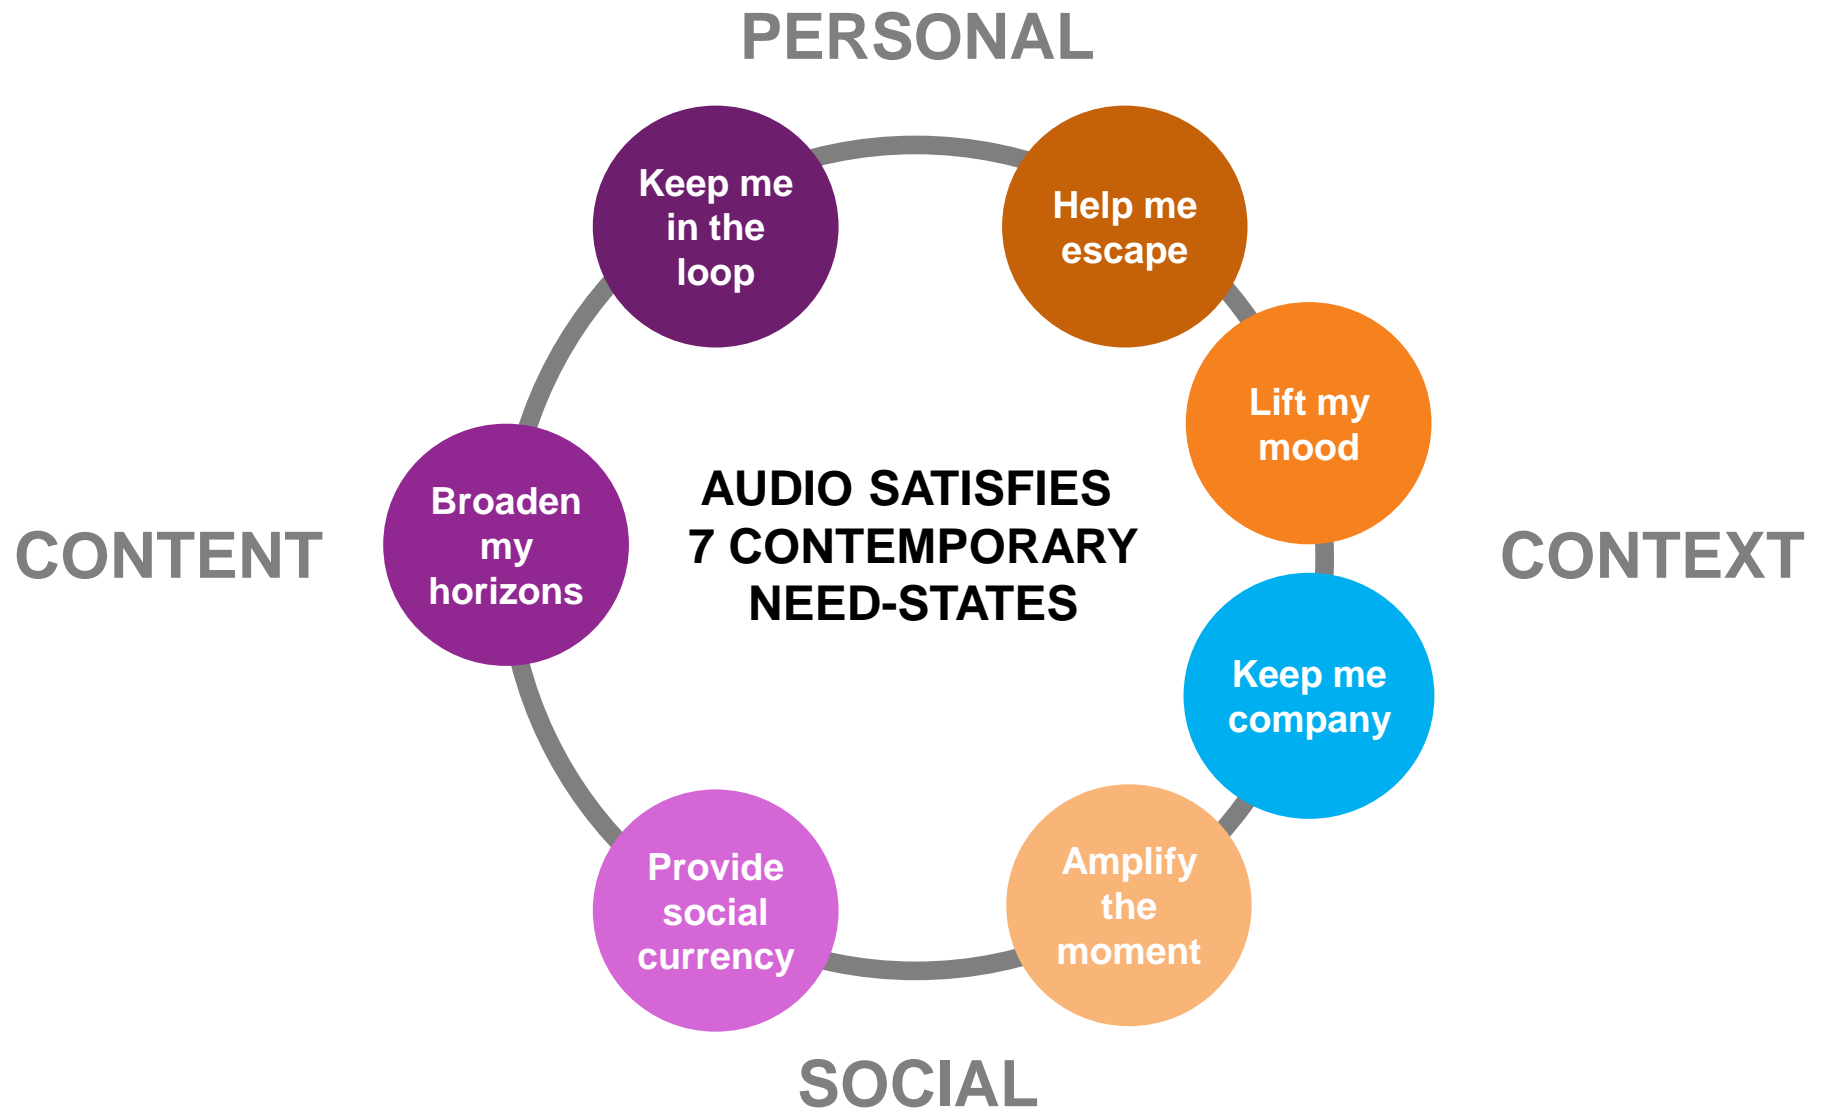 PERSONAL
Keep me
in the
loop
Help me
escape
Lift my
mood
Broaden
my
horizons
AUDIO SATISFIES
7 CONTEMPORARY
NEED-STATES
CONTENT
CONTEXT
Keep me
company
Provide
social
currency
Amplify
the
moment
SOCIAL